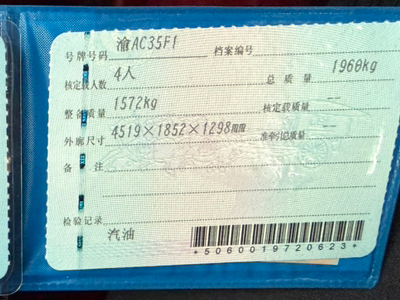 号牌号码 渝AC35F1 档案编号
核定载人数 4人 总质量 1960kg
整备质量 1572kg 核定载质量 --
外廓尺寸 4519×1852×1298mm 准牵引总质量 --
备注
检验记录
汽油
*5060019720623*